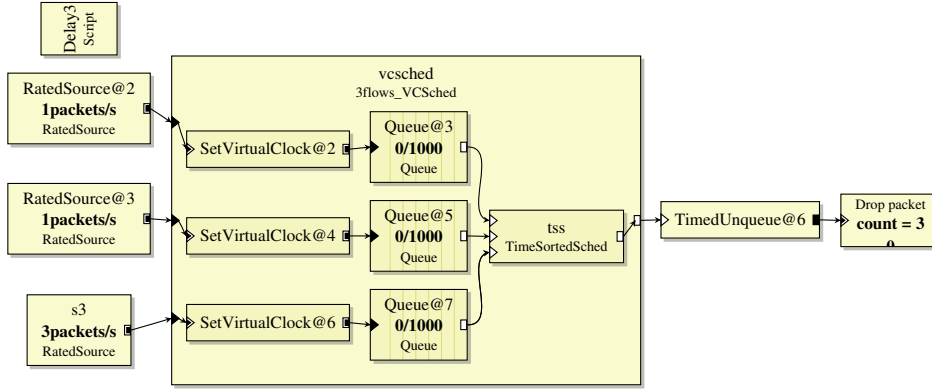 Delay3
Script
RatedSource@2
1packets/s
RatedSource
RatedSource@3
1packets/s
RatedSource
s3
3packets/s
RatedSource
vcsched
3flows_VCSched
SetVirtualClock@2
Queue@3
0/1000
Queue
SetVirtualClock@4
Queue@5
0/1000
Queue
SetVirtualClock@6
Queue@7
0/1000
Queue
tss
TimeSortedSched
TimedUnqueue@6
Drop packet
count = 3